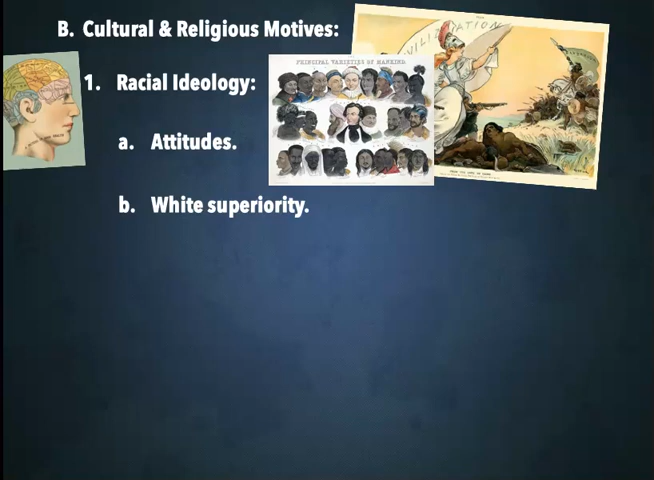 B. Cultural & Religious Motives:
1. Racial Ideology:
PRINCIPAL VARIETIES OF MANKIND
CIVILIZATION
a. Attitudes.
b. White superiority.